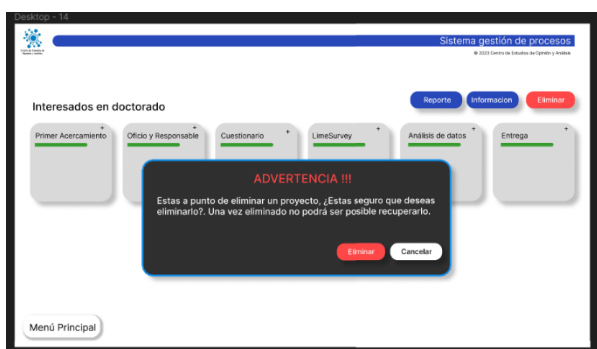 Desktop - 14
Sistema gestión de procesos
© 2023 Centro de Estudios de Opinión y Análisis
Interesados en doctorado
Reporte
Informacion
Eliminar
Primer Acercamiento +
Oficio y Responsable +
Cuestionario +
LimeSurvey +
Análisis de datos +
Entrega +
ADVERTENCIA !!!
Estas a punto de eliminar un proyecto, ¿Estas seguro que deseas
eliminarlo?. Una vez eliminado no podrá ser posible recuperarlo.
Eliminar
Cancelar
Menú Principal